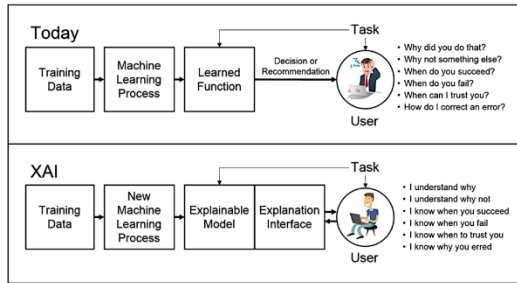 Today
Task
Training
Data
Machine
Learning
Process
Learned
Function
Decision or
Recommendation
User
• Why did you do that?
• Why not something else?
• When do you succeed?
• When do you fail?
• When can I trust you?
• How do I correct an error?
XAI
Task
Training
Data
New
Machine
Learning
Process
Explainable
Model
Explanation
Interface
User
• I understand why
• I understand why not
• I know when you succeed
• I know when you fail
• I know when to trust you
• I know why you erred